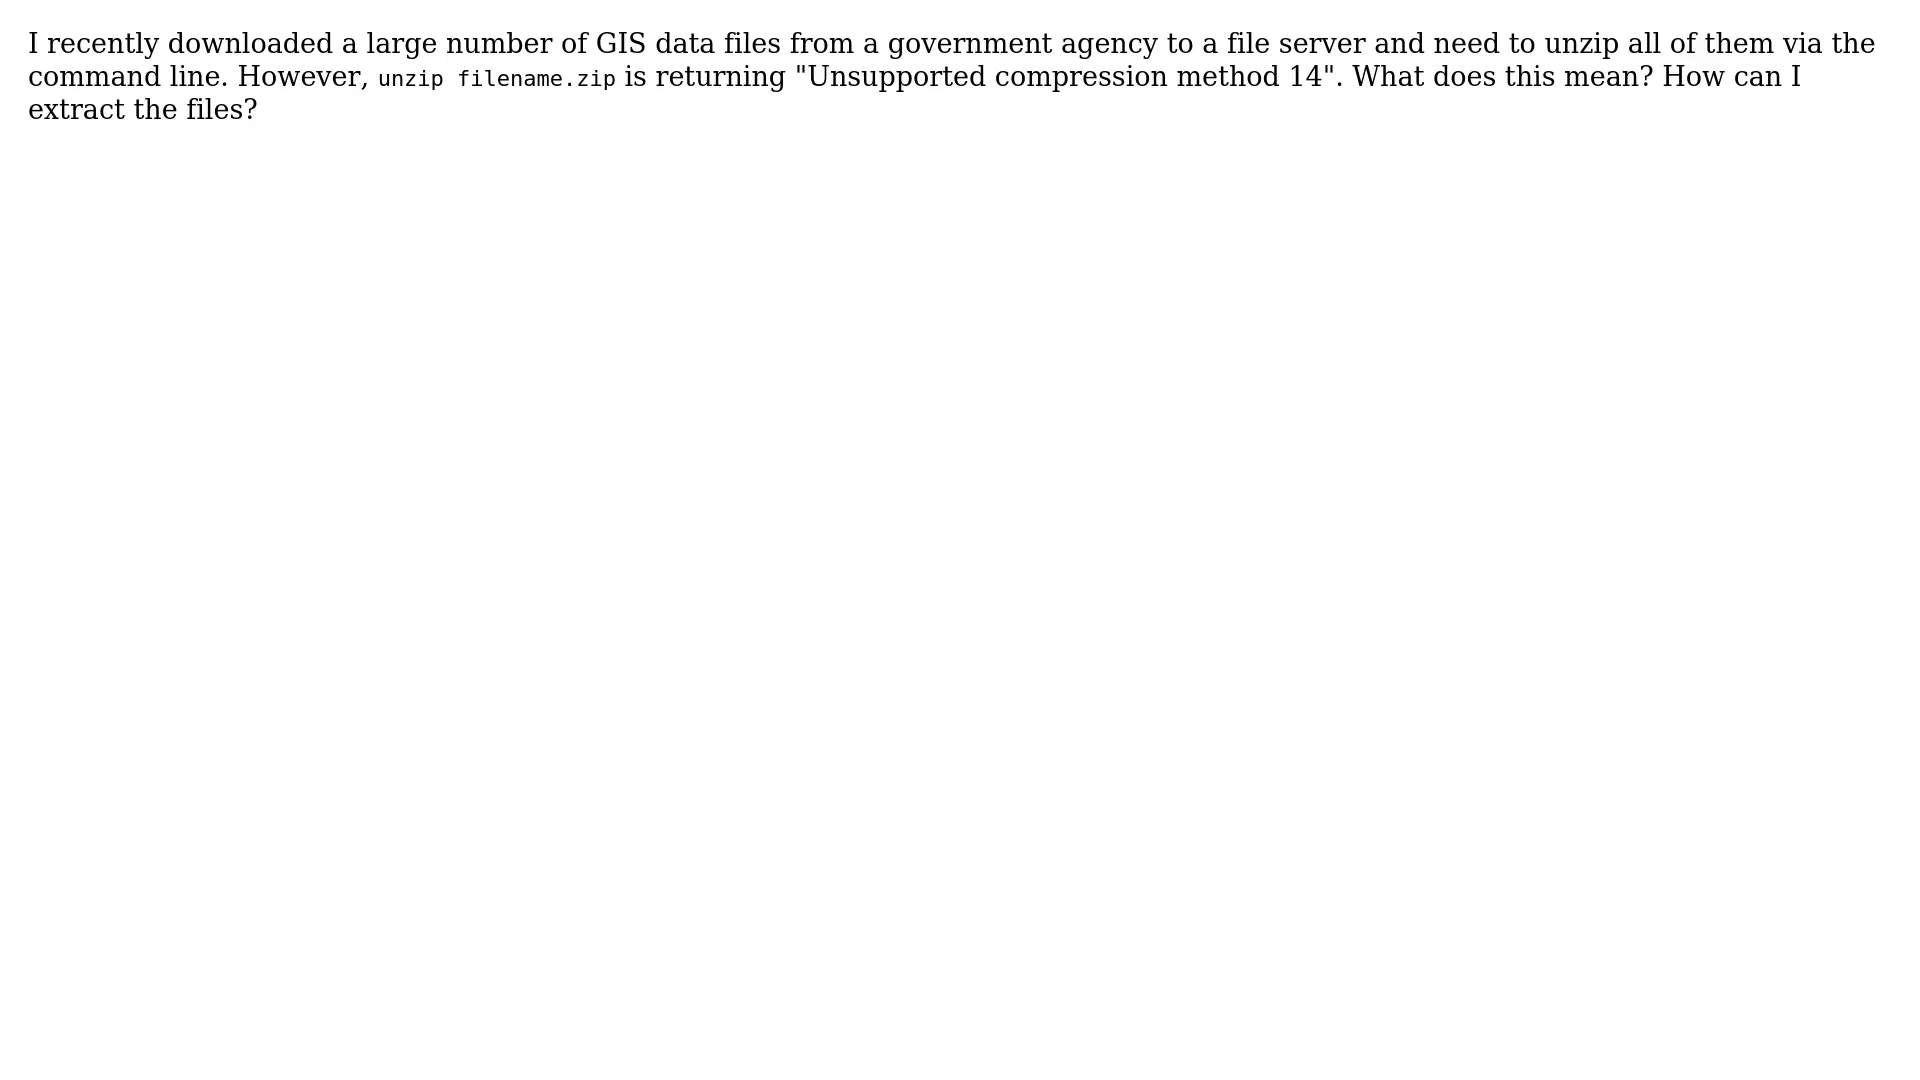 I recently downloaded a large number of GIS data files from a government agency to a file server and need to unzip all of them via the
command line. However, unzip filename.zip is returning "Unsupported compression method 14". What does this mean? How can I
extract the files?